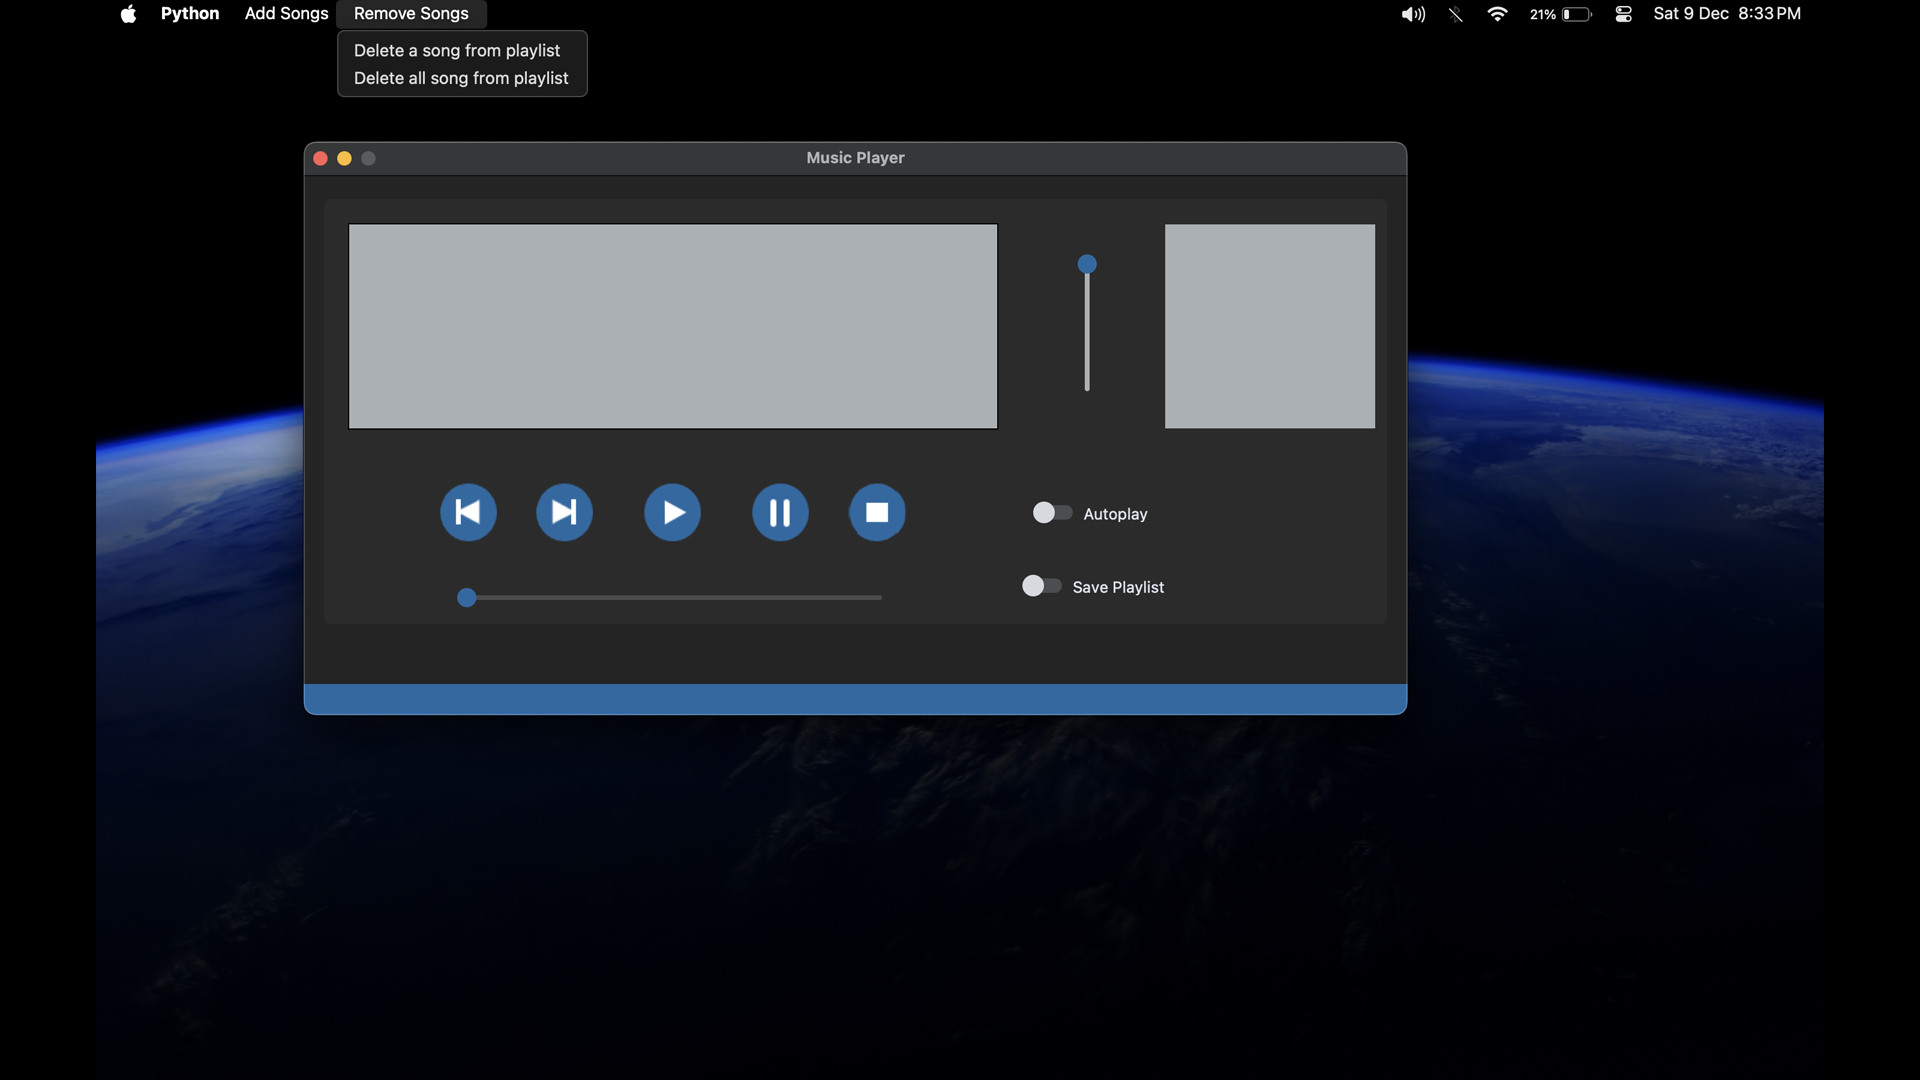 Python Add Songs Remove Songs 21% Sat 9 Dec 8:33 PM
Delete a song from playlist
Delete all song from playlist
Music Player
Autoplay
Save Playlist